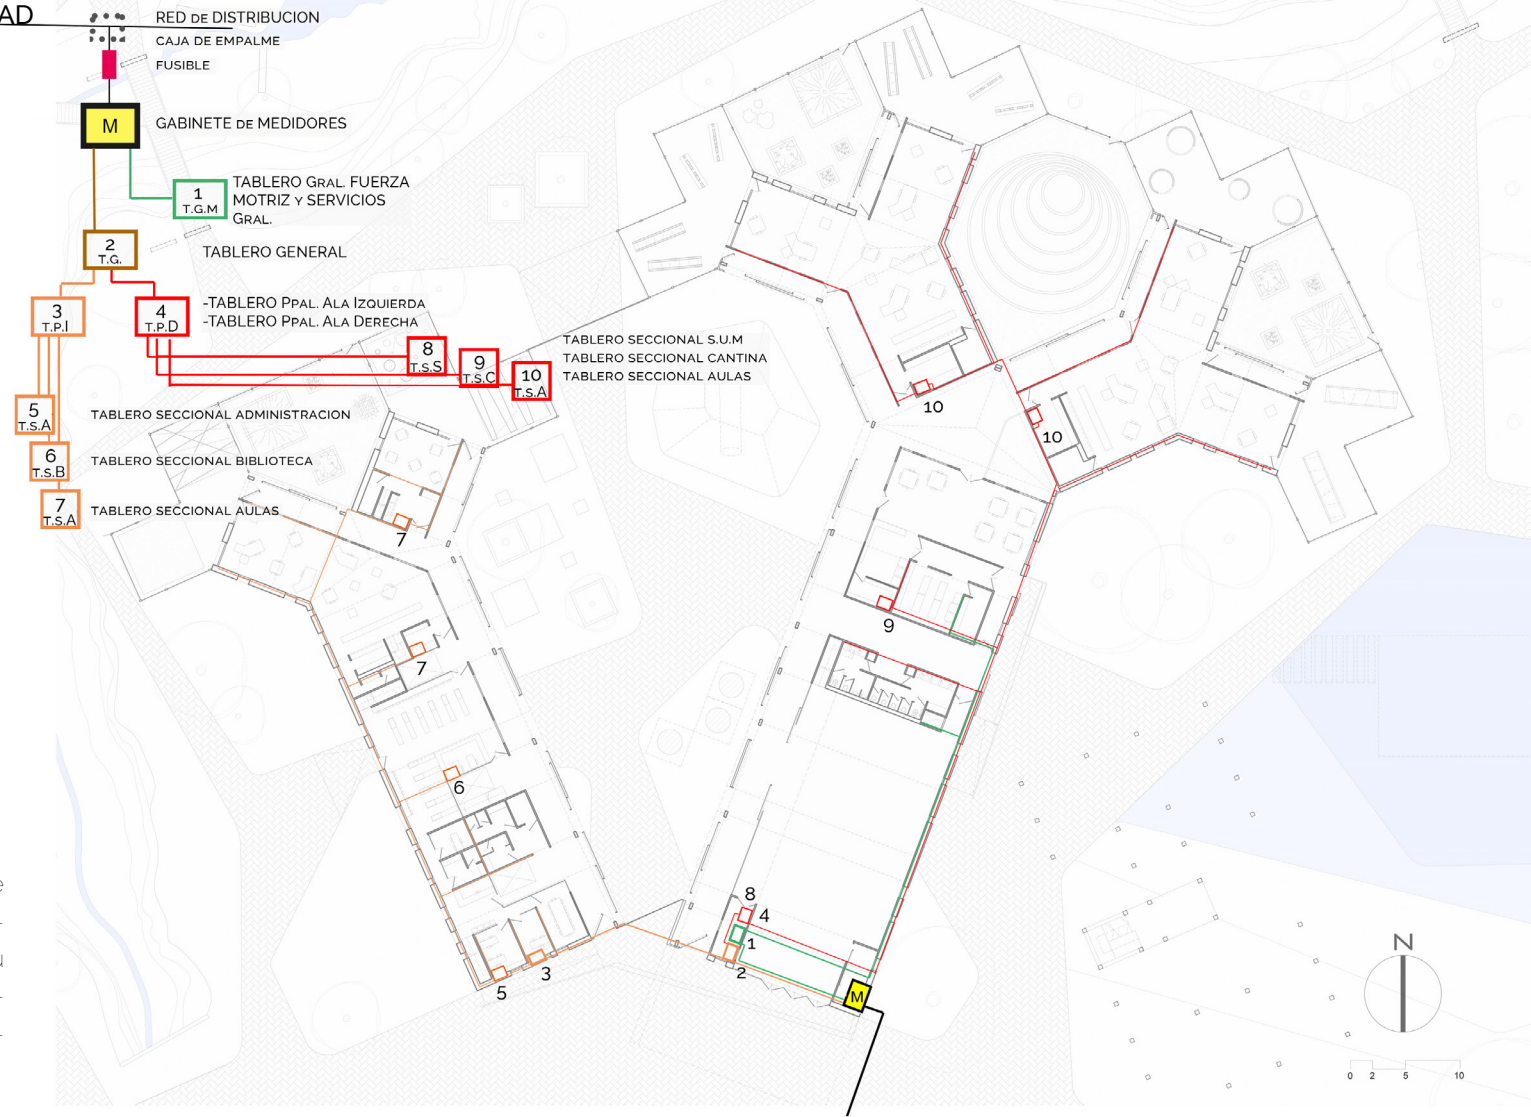 AD
RED DE DISTRIBUCION
CAJA DE EMPALME
FUSIBLE
M
GABINETE DE MEDIDORES
1
T.G.M
TABLERO GRAL. FUERZA
MOTRIZ Y SERVICIOS
GRAL.
2
T.G.
TABLERO GENERAL
3
T.P.I
4
T.P.D
-TABLERO PPAL. ALA IZQUIERDA
-TABLERO PPAL. ALA DERECHA
8
T.S.S
9
T.S.C
10
T.S.A
TABLERO SECCIONAL S.U.M
TABLERO SECCIONAL CANTINA
TABLERO SECCIONAL AULAS
5
T.S.A
TABLERO SECCIONAL ADMINISTRACION
6
T.S.B
TABLERO SECCIONAL BIBLIOTECA
7
T.S.A
TABLERO SECCIONAL AULAS
10
10
7
9
7
6
8
4
1
2
3
5
M
N
0 2 5 10